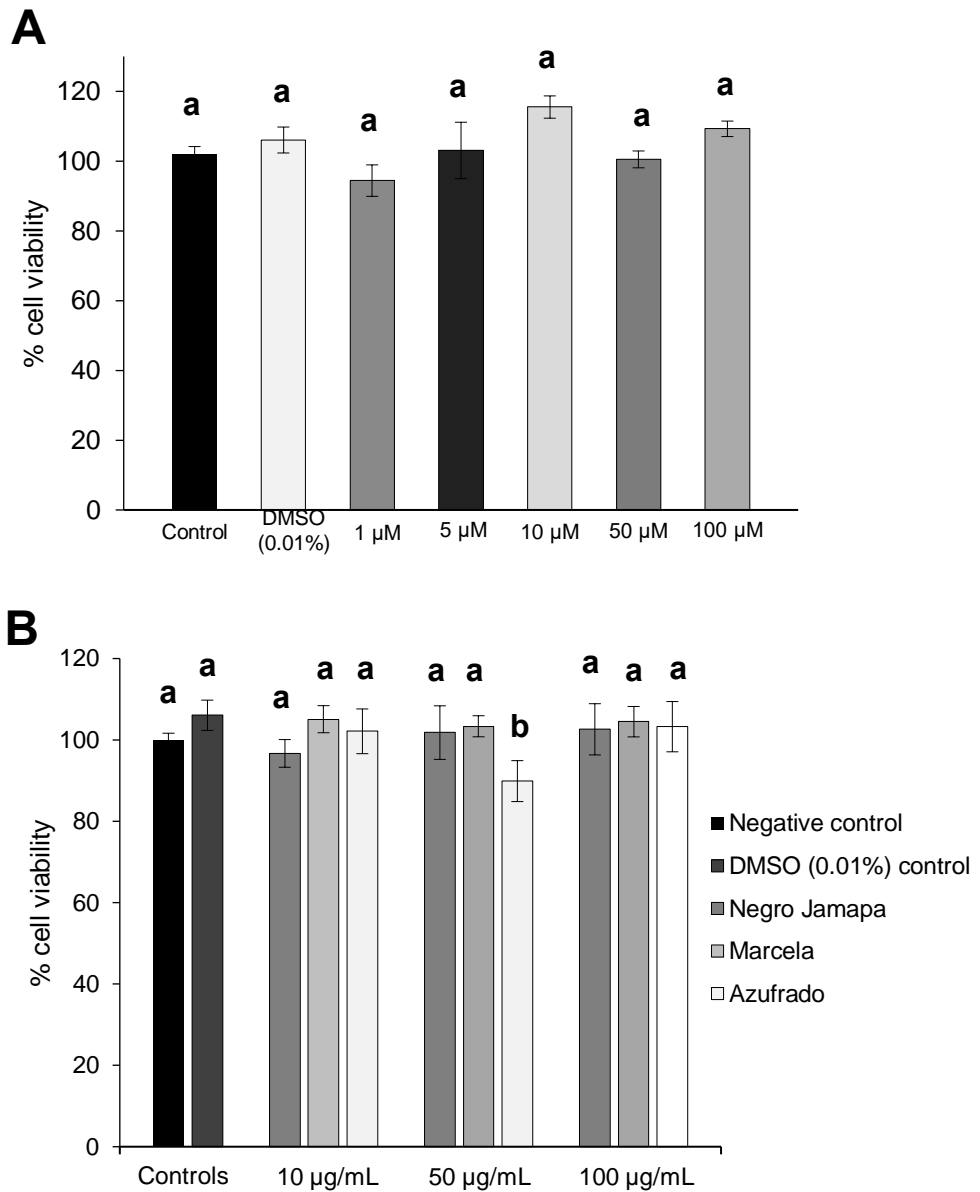 A
a a a a a a a
120
100
80
60
40
20
0
% cell viability
Control DMSO (0.01%) 1 µM 5 µM 10 µM 50 µM 100 µM
B
a a a a a a a b a a a
120
100
80
60
40
20
0
% cell viability
Controls 10 µg/mL 50 µg/mL 100 µg/mL
Negative control
DMSO (0.01%) control
Negro Jamapa
Marcela
Azufrado